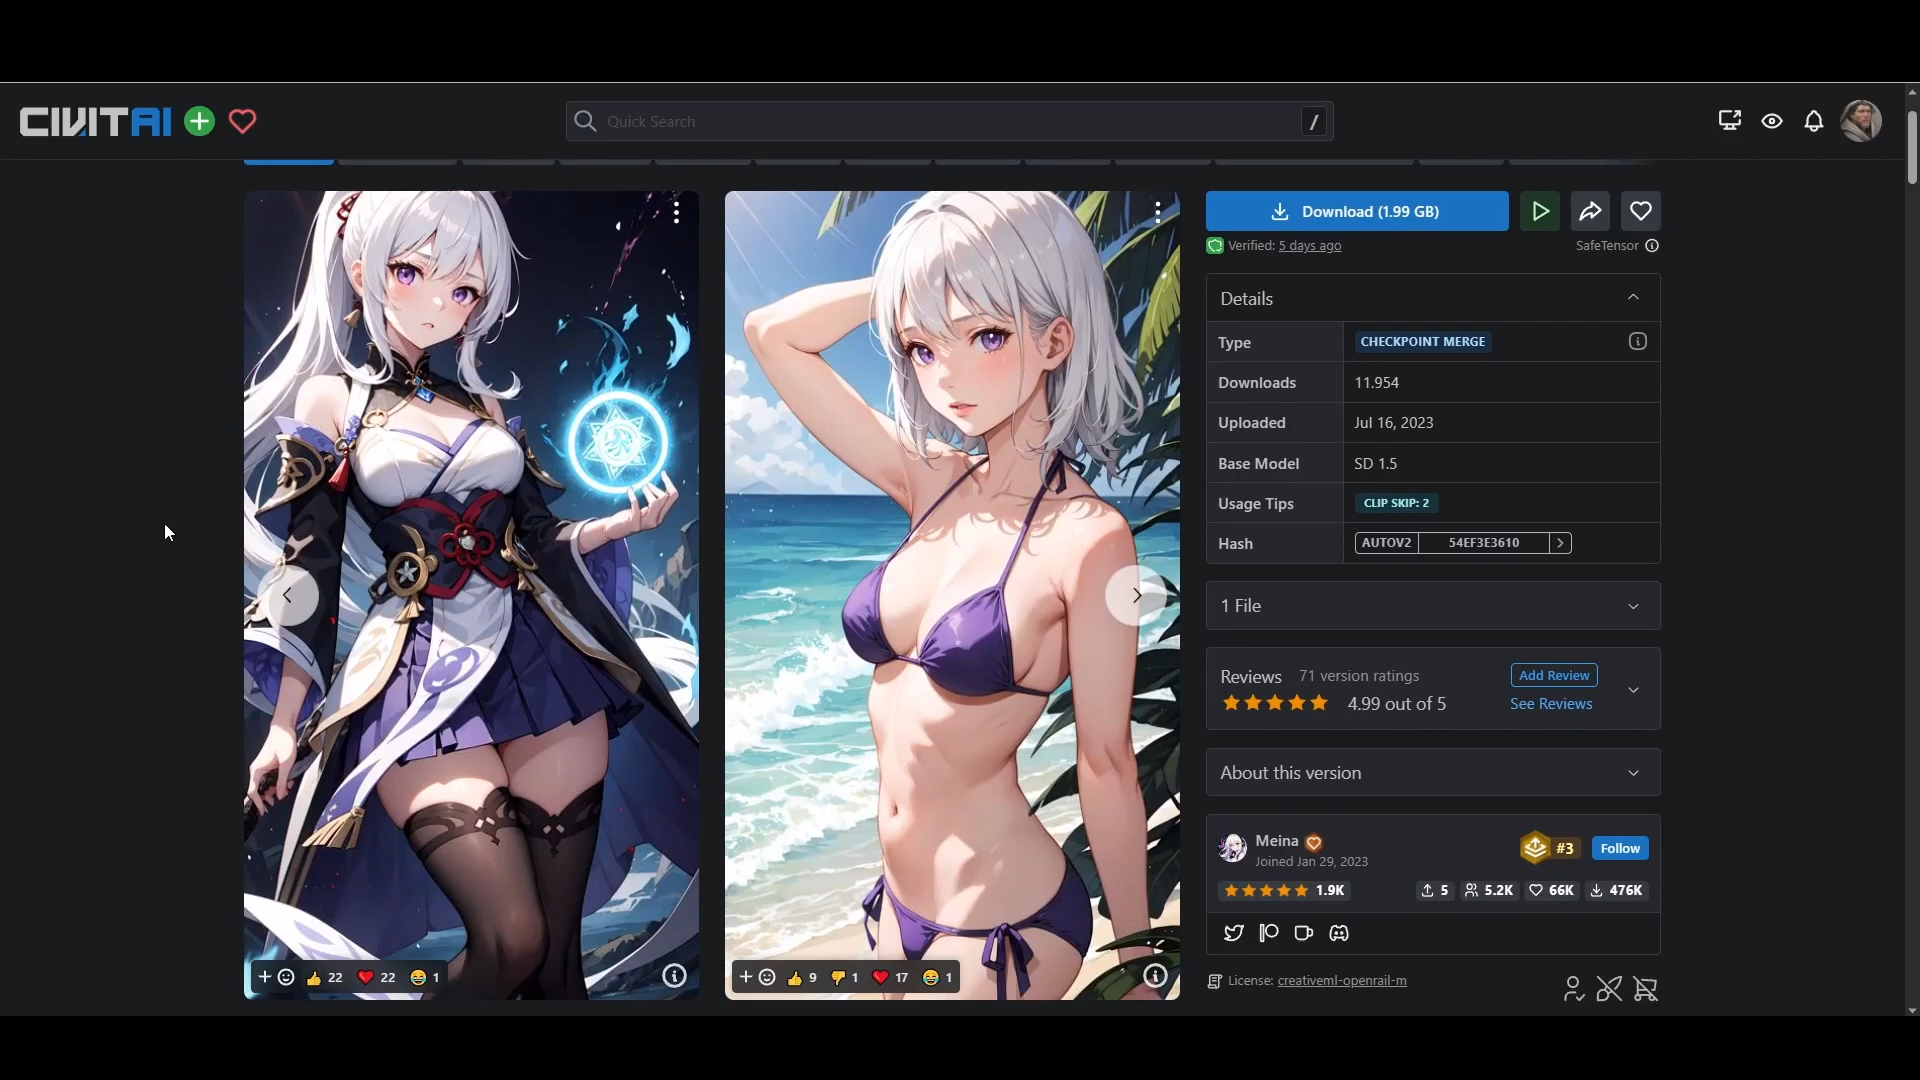 CIVITAI
Quick Search
/
Download (1.99 GB)
Verified: 5 days ago
SafeTensor
Details
Type
CHECKPOINT MERGE
Downloads
11.954
Uploaded
Jul 16, 2023
Base Model
SD 1.5
Usage Tips
CLIP SKIP: 2
Hash
AUTOV2
54EF3E3610
1 File
Reviews
71 version ratings
Add Review
4.99 out of 5
See Reviews
About this version
Meina
#3
Follow
Joined Jan 29, 2023
1.9K
5
5.2K
66K
476K
22
22
1
9
1
17
1
License: creativeml-openrail-m